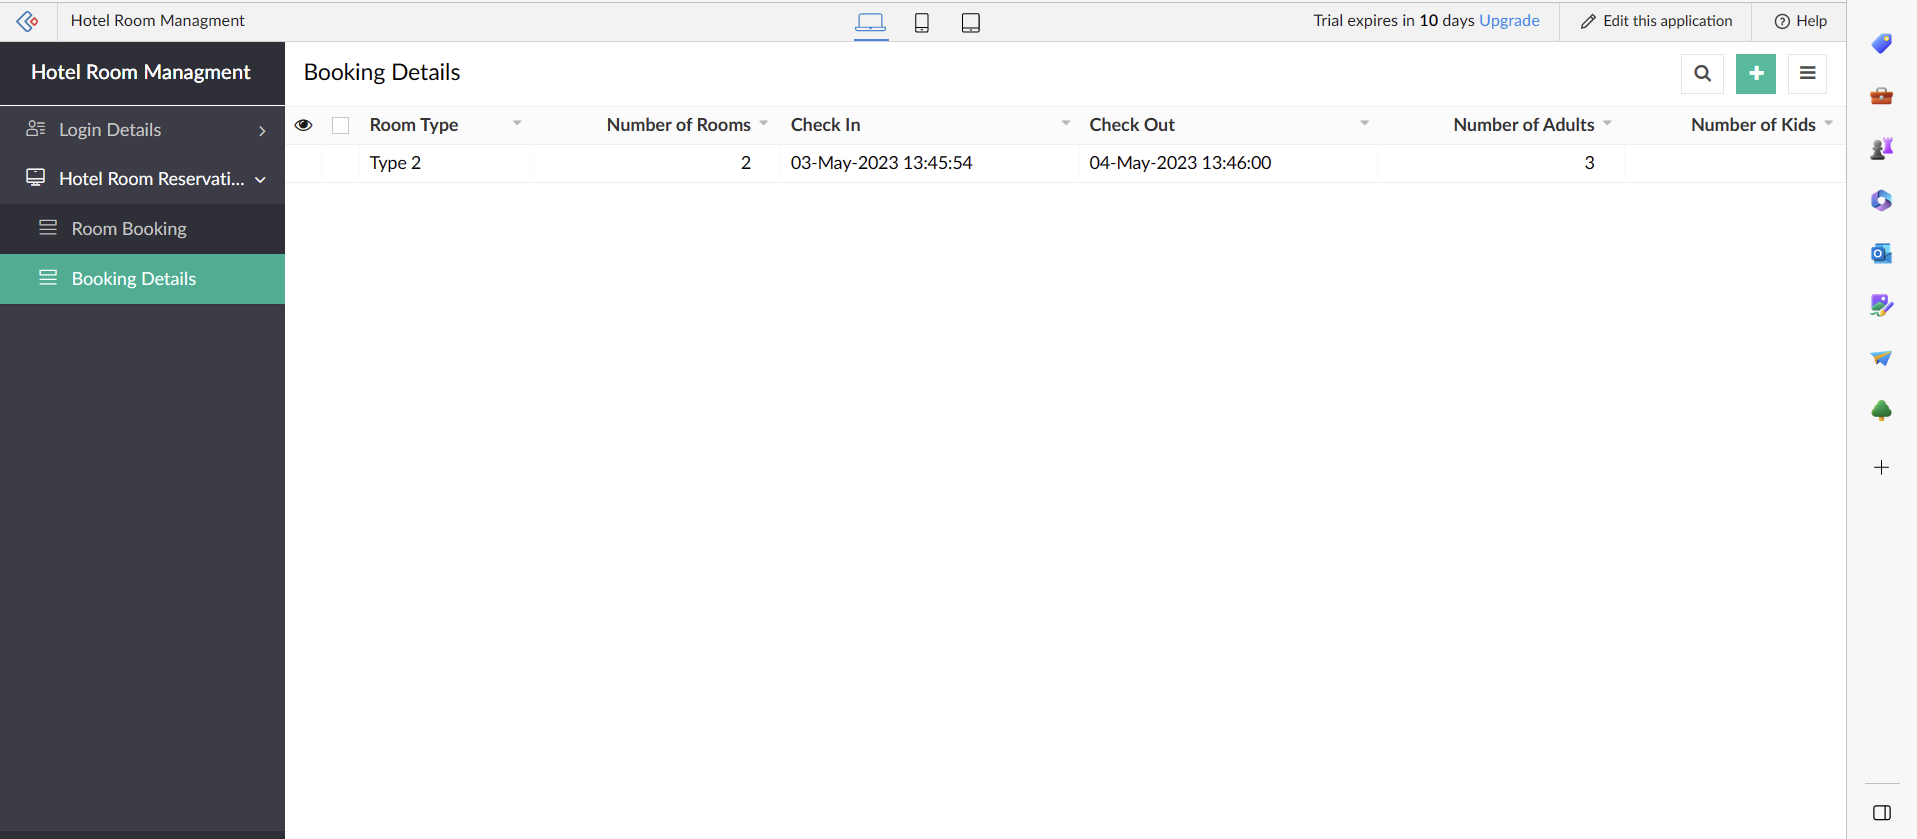 Hotel Room Managment
Trial expires in 10 days Upgrade
Edit this application
Help
Hotel Room Managment
Booking Details
Login Details
Hotel Room Reservati...
Room Booking
Booking Details
Room Type Number of Rooms Check In Check Out Number of Adults Number of Kids
Type 2 2 03-May-2023 13:45:54 04-May-2023 13:46:00 3